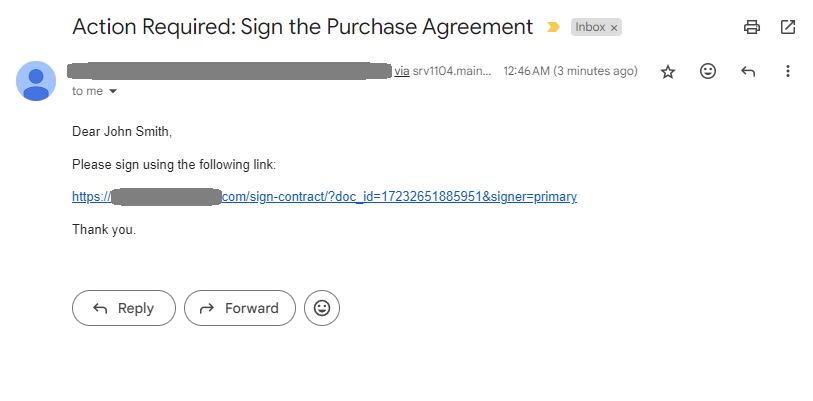 Action Required: Sign the Purchase Agreement Inbox ×
via srv1104.main... 12:46 AM (3 minutes ago)
to me
Dear John Smith,
Please sign using the following link:
https:// com/sign-contract/?doc_id=17232651885951&signer=primary
Thank you.
Reply Forward